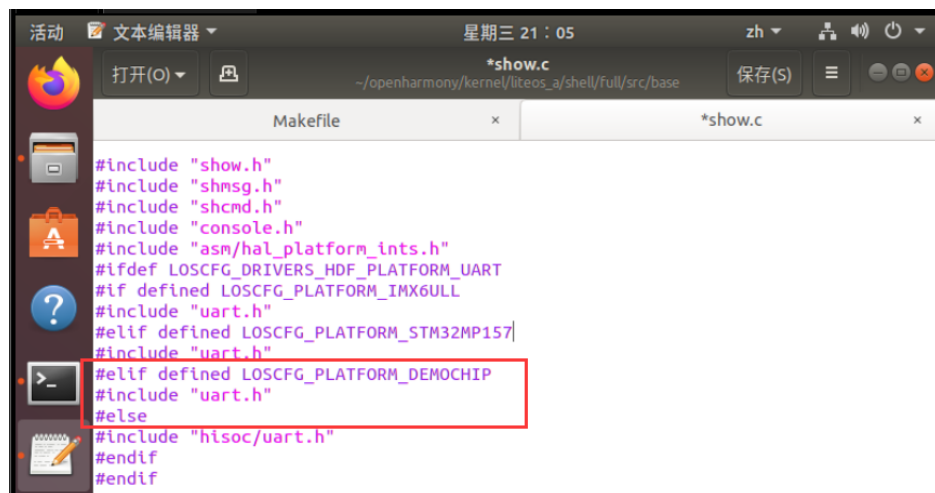 活动 文本编辑器 星期三 21：05 zh
打开(O) *show.c 保存(S)
~/openharmony/kernel/liteos_a/shell/full/src/base
Makefile × *show.c ×
#include "show.h"
#include "shmsg.h"
#include "shcmd.h"
#include "console.h"
#include "asm/hal_platform_ints.h"
#ifdef LOSCFG_DRIVERS_HDF_PLATFORM_UART
#if defined LOSCFG_PLATFORM_IMX6ULL
#include "uart.h"
#elif defined LOSCFG_PLATFORM_STM32MP157
#include "uart.h"
#elif defined LOSCFG_PLATFORM_DEMOCHIP
#include "uart.h"
#else
#include "hisoc/uart.h"
#endif
#endif